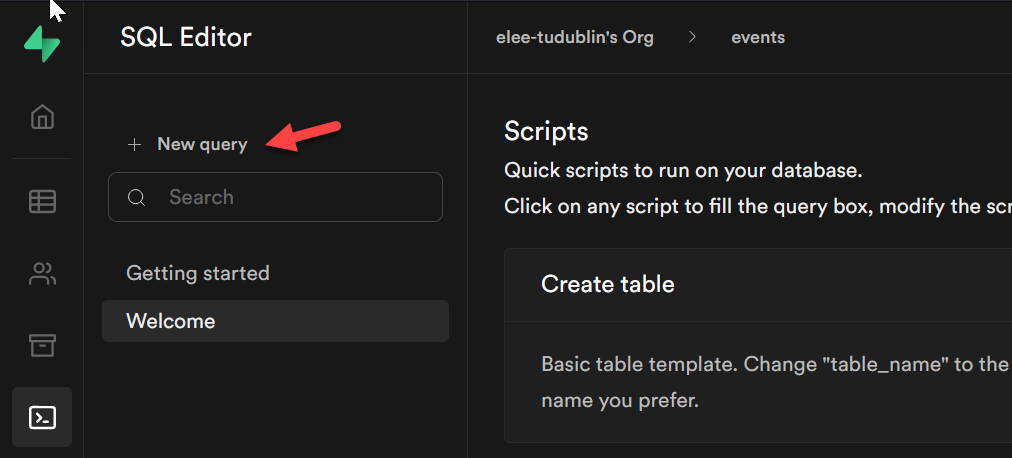 SQL Editor
elee-tudublin's Org
events
New query
Search
Getting started
Welcome
Scripts
Quick scripts to run on your database.
Click on any script to fill the query box, modify the scr
Create table
Basic table template. Change "table_name" to the
name you prefer.